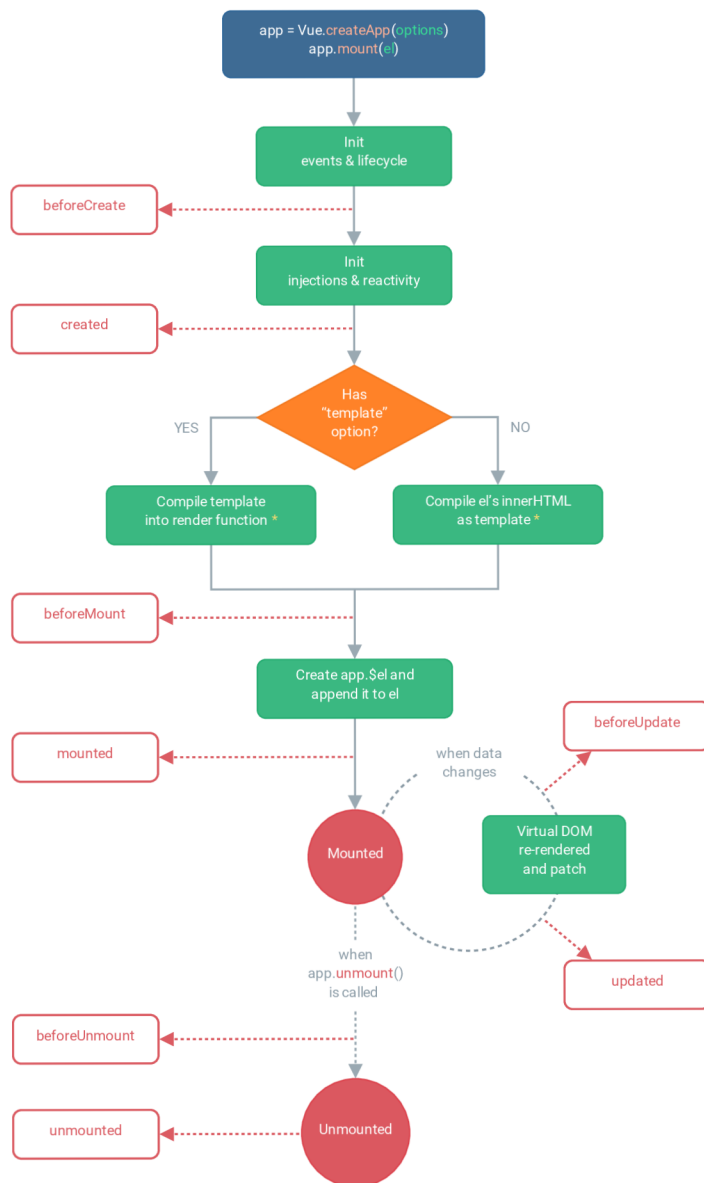 app = Vue.createApp(options)
app.mount(el)
Init
events & lifecycle
beforeCreate
Init
injections & reactivity
created
Has
"template"
option?
YES
NO
Compile template
into render function *
Compile el's innerHTML
as template *
beforeMount
Create app.$el and
append it to el
beforeUpdate
mounted
when data
changes
Virtual DOM
re-rendered
and patch
Mounted
when
app.unmount()
is called
updated
beforeUnmount
unmounted
Unmounted